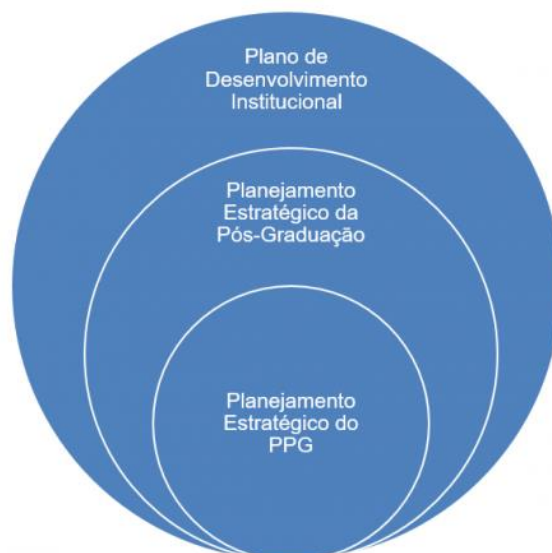 Plano de
Desenvolvimento
Institucional
Planejamento
Estratégico da
Pós-Graduação
Planejamento
Estratégico do
PPG